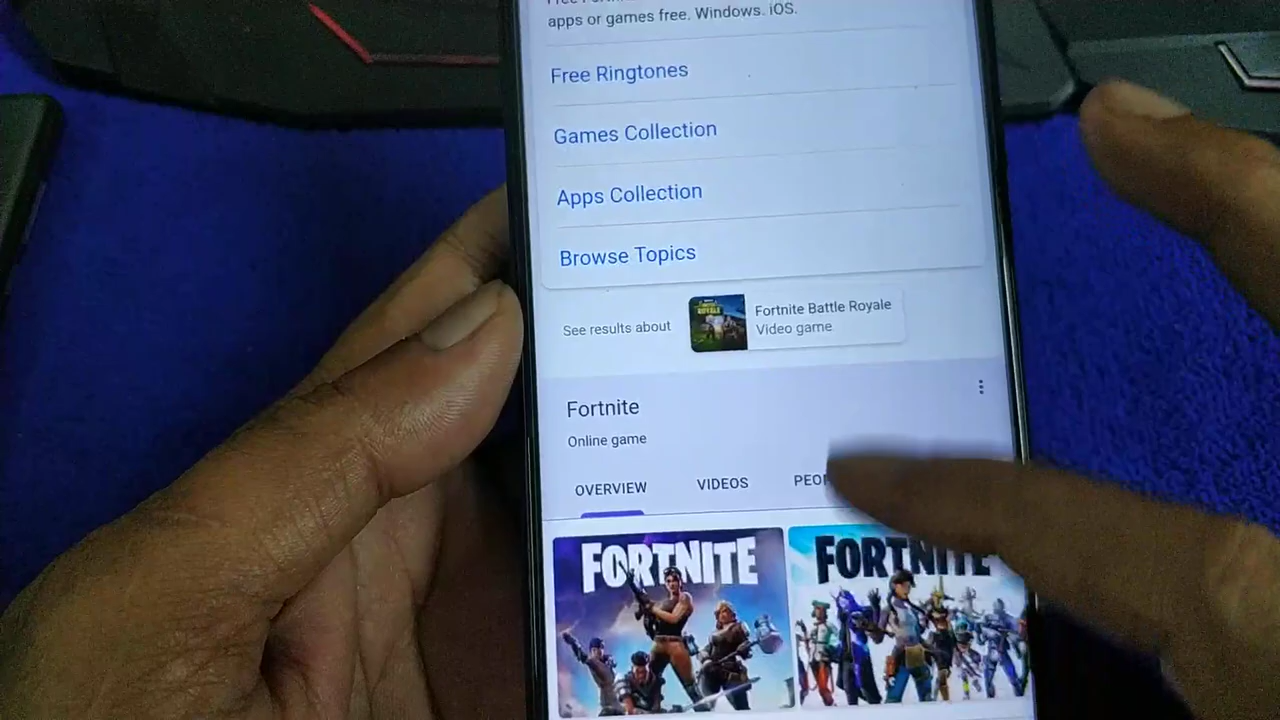 apps or games free. Windows. iOS.
Free Ringtones
Games Collection
Apps Collection
Browse Topics
See results about
Fortnite Battle Royale
Video game
Fortnite
Online game
OVERVIEW VIDEOS
FORTNITE FORTNITE